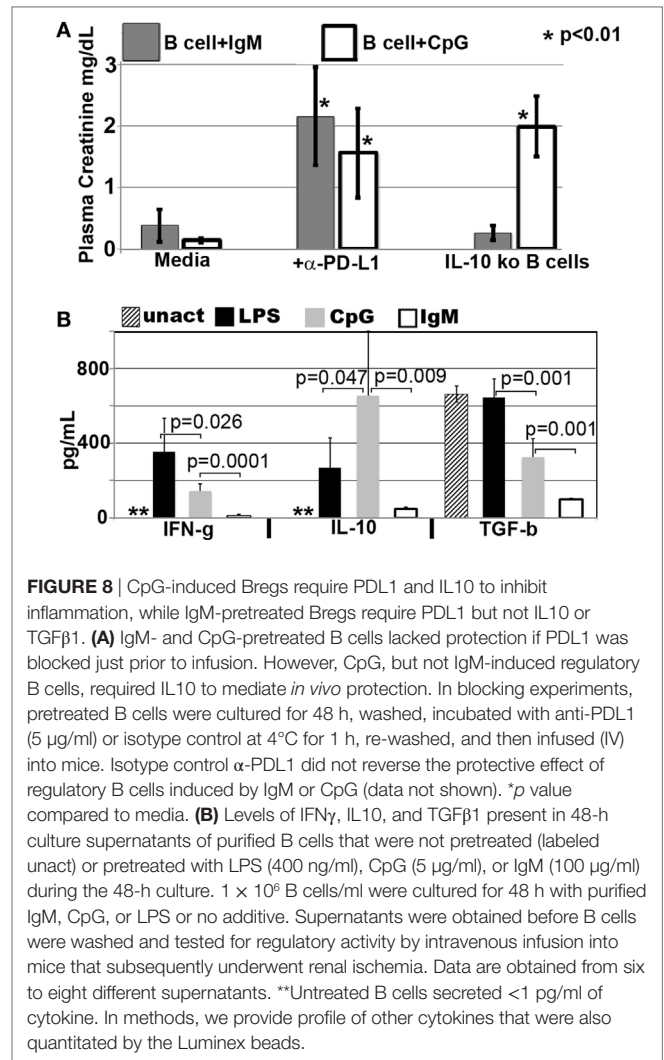 A
B cell+IgM
B cell+CpG
* p<0.01
Plasma Creatinine mg/dL
3
2
1
0
*
*
*
Media
+α-PD-L1
IL-10 ko B cells
B
unact
LPS
CpG
IgM
pg/mL
800
400
0
p=0.026
p=0.0001
p=0.047
p=0.009
p=0.001
p=0.001
**
**
IFN-g
IL-10
TGF-b
FIGURE 8 | CpG-induced Bregs require PDL1 and IL10 to inhibit
inflammation, while IgM-pretreated Bregs require PDL1 but not IL10 or
TGFβ1. (A) IgM- and CpG-pretreated B cells lacked protection if PDL1 was
blocked just prior to infusion. However, CpG, but not IgM-induced regulatory
B cells, required IL10 to mediate in vivo protection. In blocking experiments,
pretreated B cells were cultured for 48 h, washed, incubated with anti-PDL1
(5 μg/ml) or isotype control at 4°C for 1 h, re-washed, and then infused (IV)
into mice. Isotype control α-PDL1 did not reverse the protective effect of
regulatory B cells induced by IgM or CpG (data not shown). *p value
compared to media. (B) Levels of IFNγ, IL10, and TGFβ1 present in 48-h
culture supernatants of purified B cells that were not pretreated (labeled
unact) or pretreated with LPS (400 ng/ml), CpG (5 μg/ml), or IgM (100 μg/ml)
during the 48-h culture. 1 × 10⁶ B cells/ml were cultured for 48 h with purified
IgM, CpG, or LPS or no additive. Supernatants were obtained before B cells
were washed and tested for regulatory activity by intravenous infusion into
mice that subsequently underwent renal ischemia. Data are obtained from six
to eight different supernatants. **Untreated B cells secreted <1 pg/ml of
cytokine. In methods, we provide profile of other cytokines that were also
quantitated by the Luminex beads.